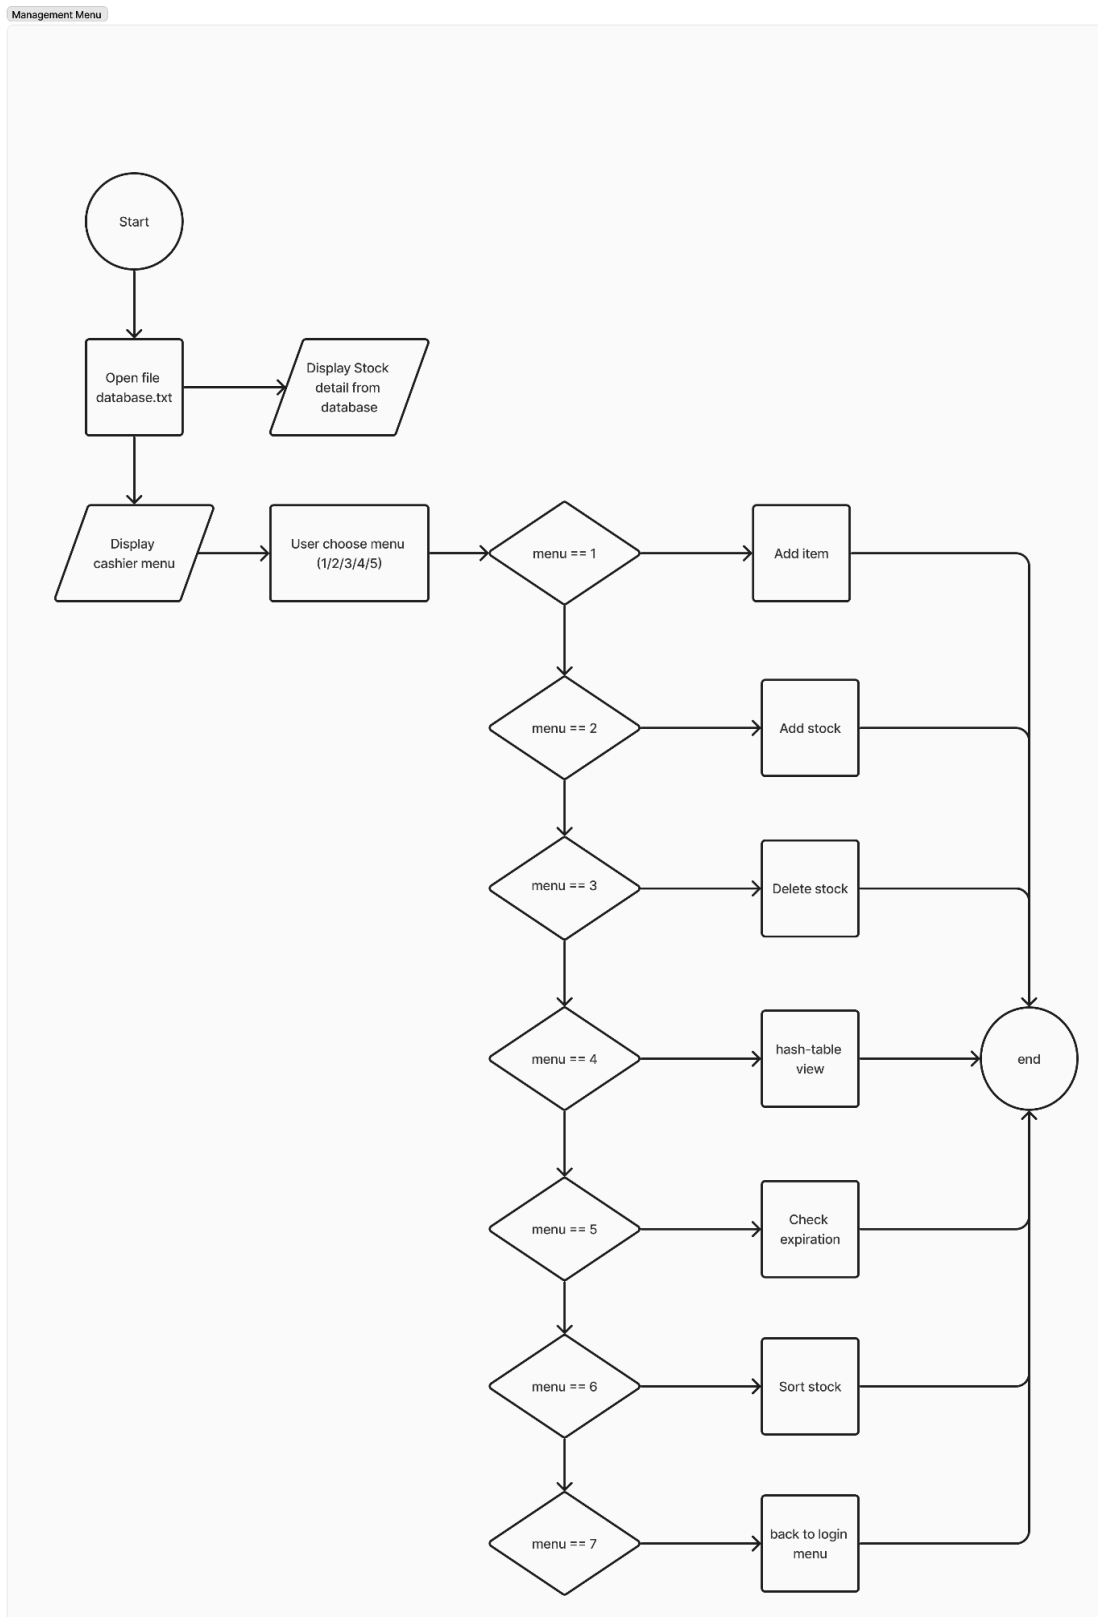 Management Menu
Start
Open file
database.txt
Display Stock
detail from
database
Display
cashier menu
User choose menu
(1/2/3/4/5)
menu == 1
Add item
menu == 2
Add stock
menu == 3
Delete stock
menu == 4
hash-table
view
end
menu == 5
Check
expiration
menu == 6
Sort stock
menu == 7
back to login
menu